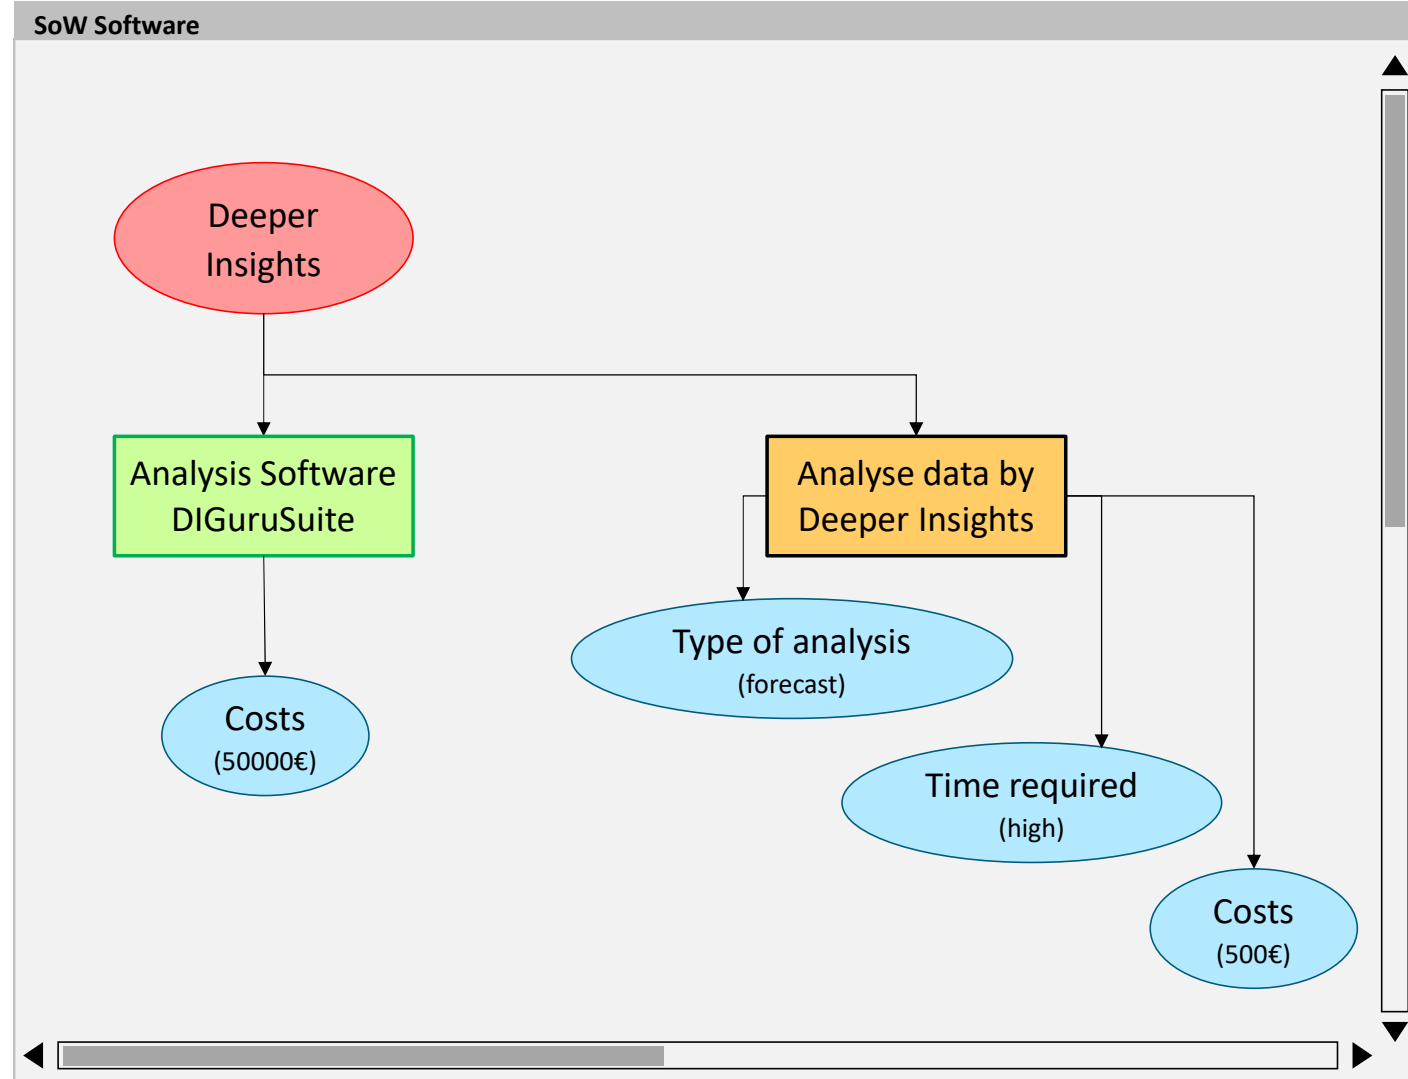 SoW Software
Deeper
Insights
Analysis Software
DIGuruSuite
Analyse data by
Deeper Insights
Type of analysis
(forecast)
Costs
(50000€)
Time required
(high)
Costs
(500€)